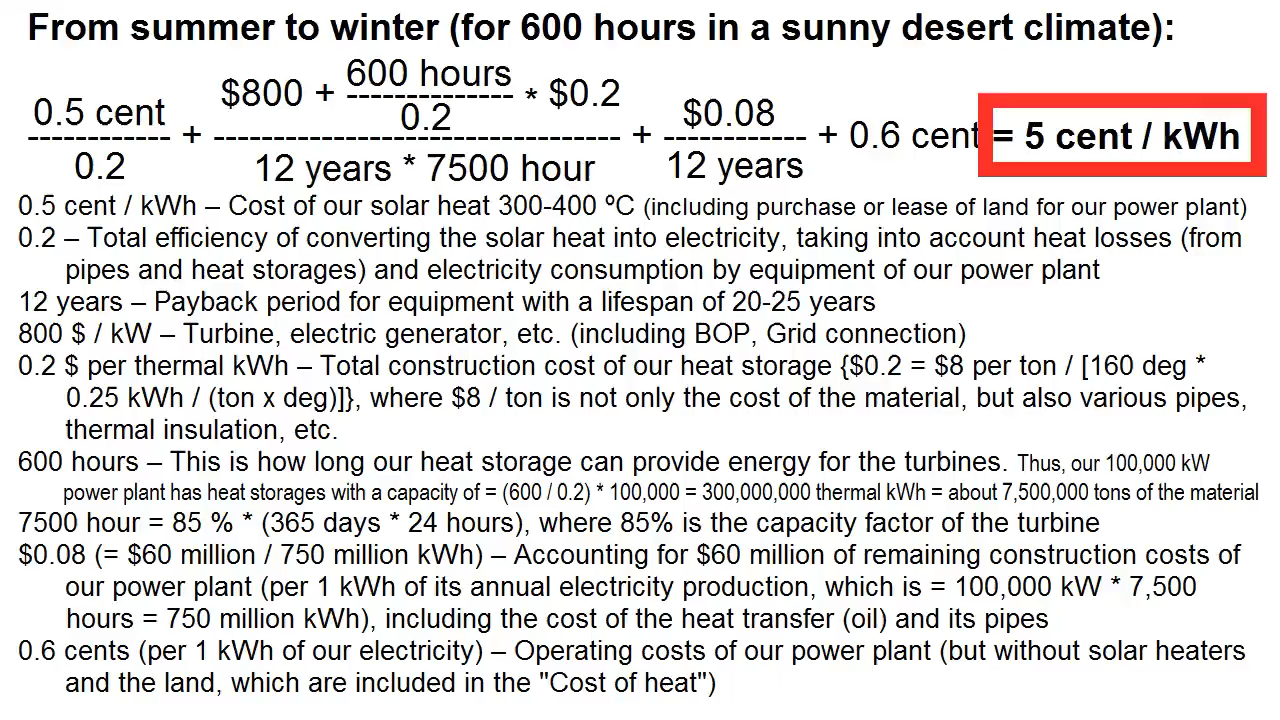 From summer to winter (for 600 hours in a sunny desert climate):
0.5 cent
-----------
0.2
+
$800 + 600 hours
--------------
0.2
* $0.2
---------------------------------
12 years * 7500 hour
+
$0.08
-----------
12 years
+ 0.6 cent = 5 cent / kWh
0.5 cent / kWh – Cost of our solar heat 300-400 ºC (including purchase or lease of land for our power plant)
0.2 – Total efficiency of converting the solar heat into electricity, taking into account heat losses (from
pipes and heat storages) and electricity consumption by equipment of our power plant
12 years – Payback period for equipment with a lifespan of 20-25 years
800 $ / kW – Turbine, electric generator, etc. (including BOP, Grid connection)
0.2 $ per thermal kWh – Total construction cost of our heat storage {$0.2 = $8 per ton / [160 deg *
0.25 kWh / (ton x deg)]}, where $8 / ton is not only the cost of the material, but also various pipes,
thermal insulation, etc.
600 hours – This is how long our heat storage can provide energy for the turbines. Thus, our 100,000 kW
power plant has heat storages with a capacity of = (600 / 0.2) * 100,000 = 300,000,000 thermal kWh = about 7,500,000 tons of the material
7500 hour = 85 % * (365 days * 24 hours), where 85% is the capacity factor of the turbine
$0.08 (= $60 million / 750 million kWh) – Accounting for $60 million of remaining construction costs of
our power plant (per 1 kWh of its annual electricity production, which is = 100,000 kW * 7,500
hours = 750 million kWh), including the cost of the heat transfer (oil) and its pipes
0.6 cents (per 1 kWh of our electricity) – Operating costs of our power plant (but without solar heaters
and the land, which are included in the "Cost of heat")